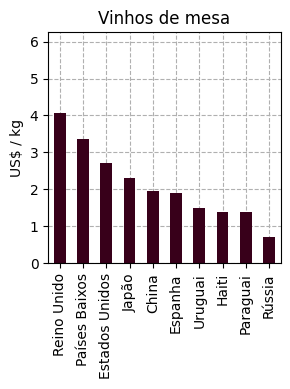 Vinhos de mesa
US$ / kg
6
5
4
3
2
1
0
Reino Unido
Países Baixos
Estados Unidos
Japão
China
Espanha
Uruguai
Haiti
Paraguai
Rússia